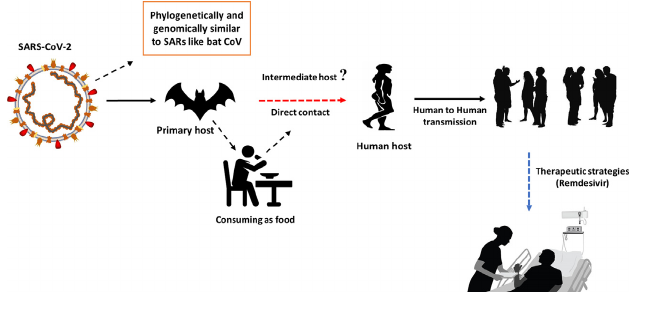 Phylogenetically and
genomically similar
to SARs like bat CoV
SARS-CoV-2
Intermediate host ?
Direct contact
Primary host
Human host
Human to Human
transmission
Consuming as food
Therapeutic strategies
(Remdesivir)